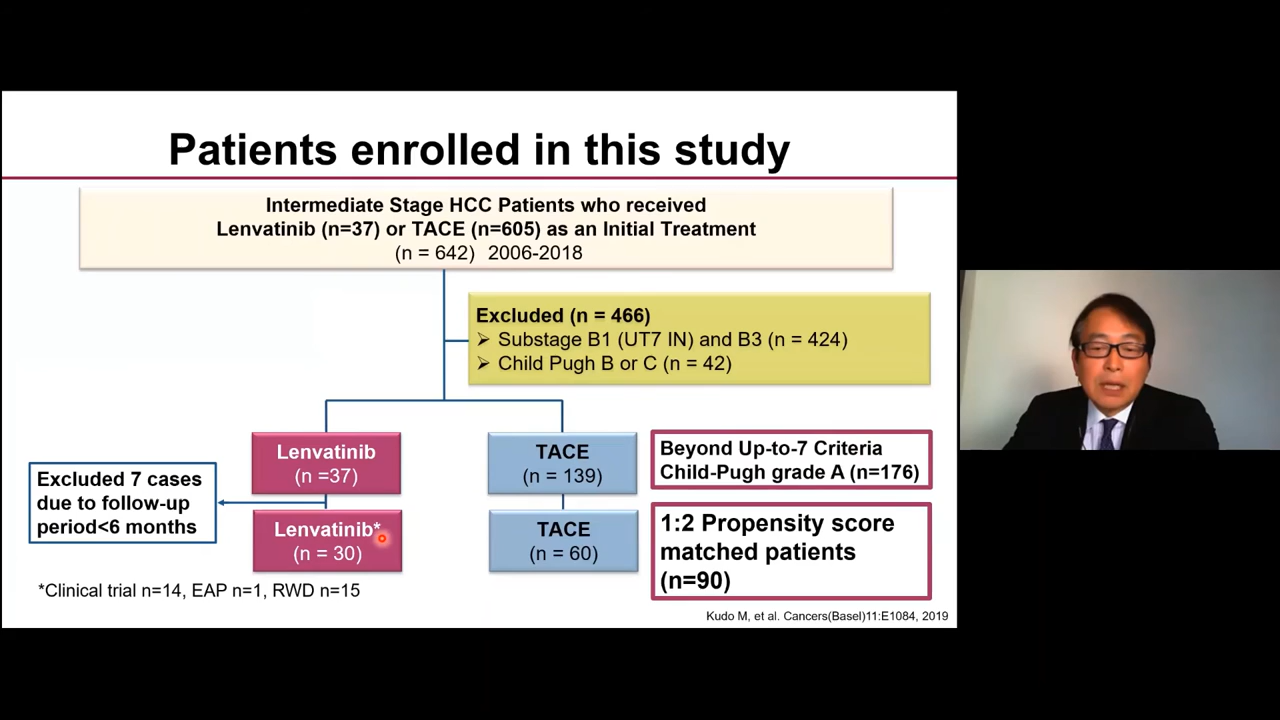 Patients enrolled in this study
Intermediate Stage HCC Patients who received
Lenvatinib (n=37) or TACE (n=605) as an Initial Treatment
(n = 642) 2006-2018
Excluded (n = 466)
➢ Substage B1 (UT7 IN) and B3 (n = 424)
➢ Child Pugh B or C (n = 42)
Lenvatinib
(n =37)
TACE
(n = 139)
Beyond Up-to-7 Criteria
Child-Pugh grade A (n=176)
Excluded 7 cases
due to follow-up
period<6 months
Lenvatinib*
(n = 30)
TACE
(n = 60)
1:2 Propensity score
matched patients
(n=90)
*Clinical trial n=14, EAP n=1, RWD n=15
Kudo M, et al. Cancers(Basel)11:E1084, 2019